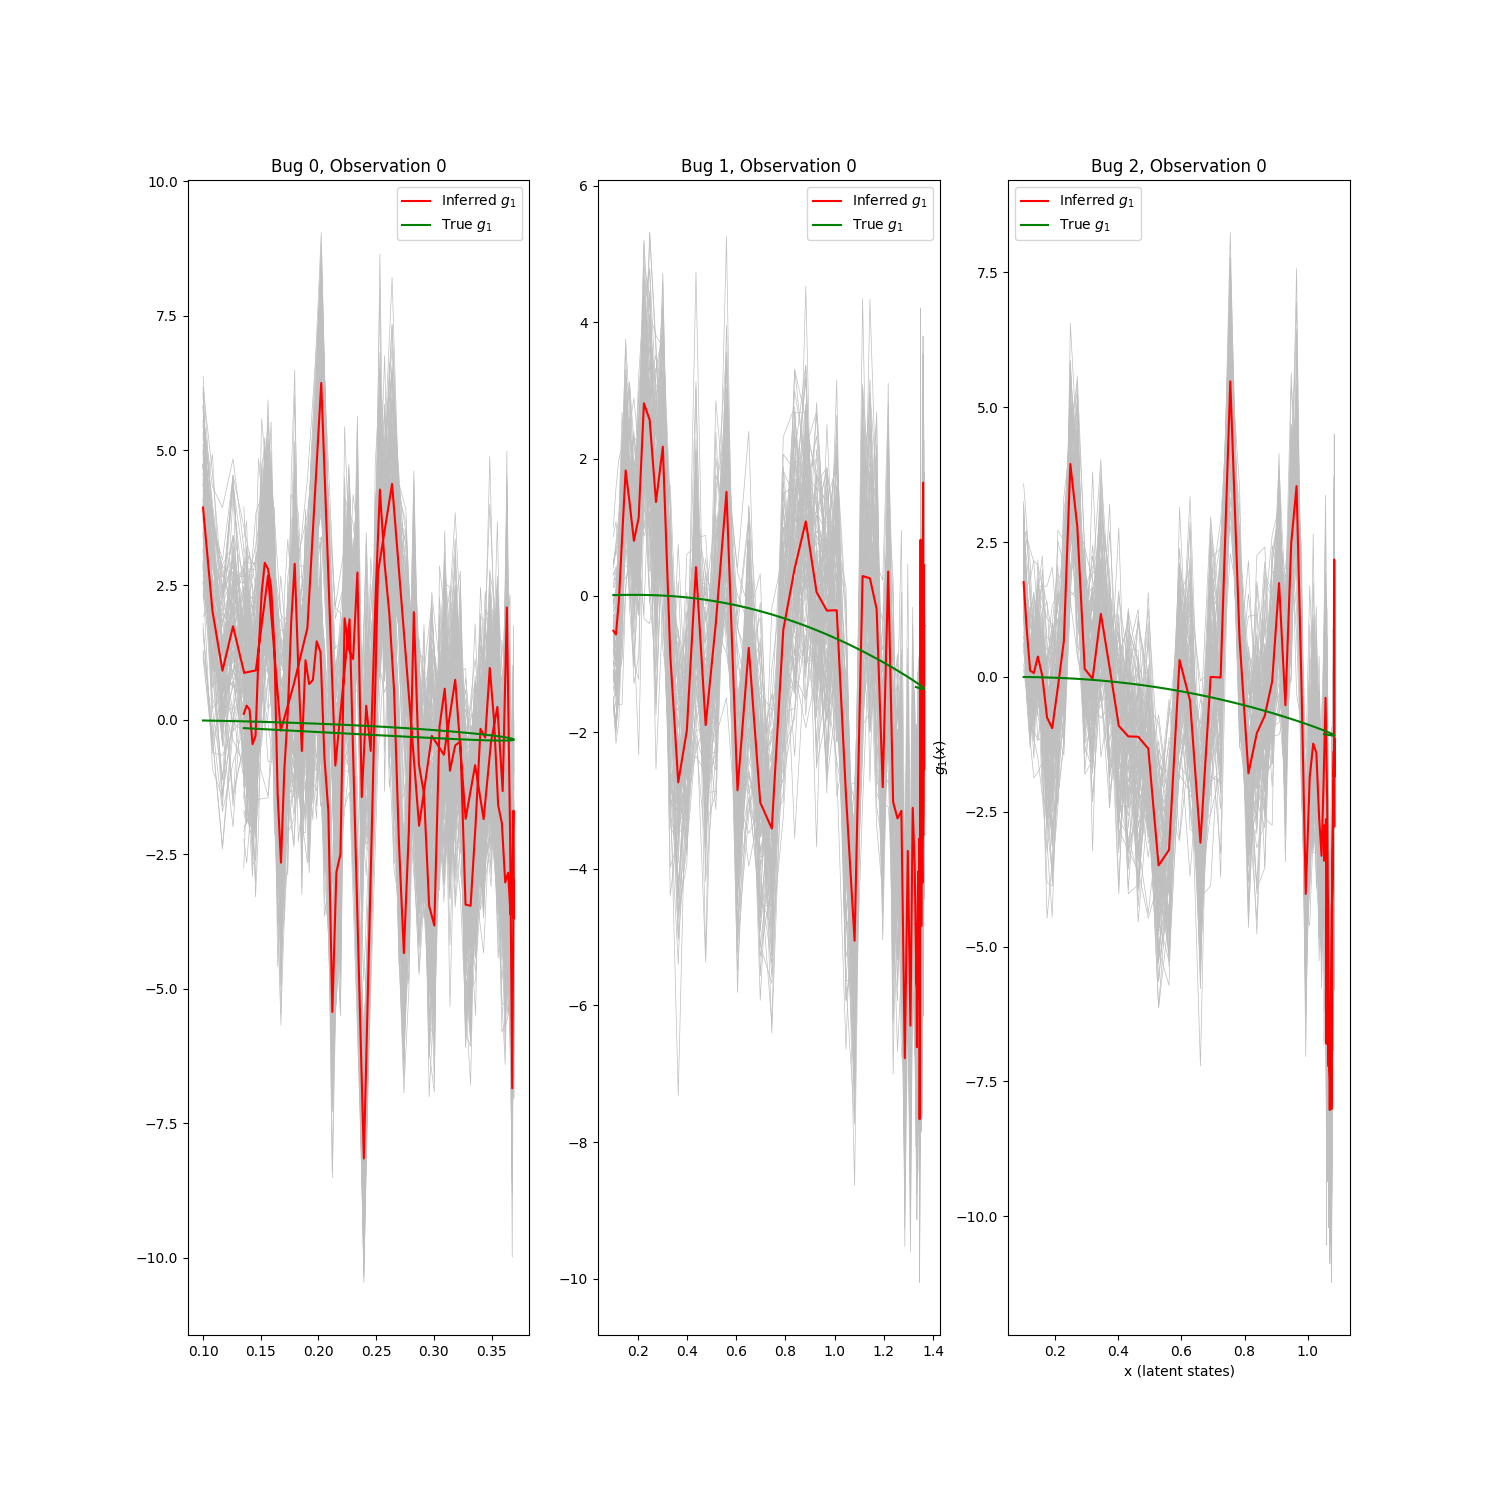 Bug 0, Observation 0
Inferred g₁
True g₁
10.0
7.5
5.0
2.5
0.0
−2.5
−5.0
−7.5
−10.0
0.10 0.15 0.20 0.25 0.30 0.35
Bug 1, Observation 0
Inferred g₁
True g₁
6
4
2
0
−2
−4
−6
−8
−10
0.2 0.4 0.6 0.8 1.0 1.2 1.4
Bug 2, Observation 0
Inferred g₁
True g₁
g₁(x)
7.5
5.0
2.5
0.0
−2.5
−5.0
−7.5
−10.0
0.2 0.4 0.6 0.8 1.0
x (latent states)